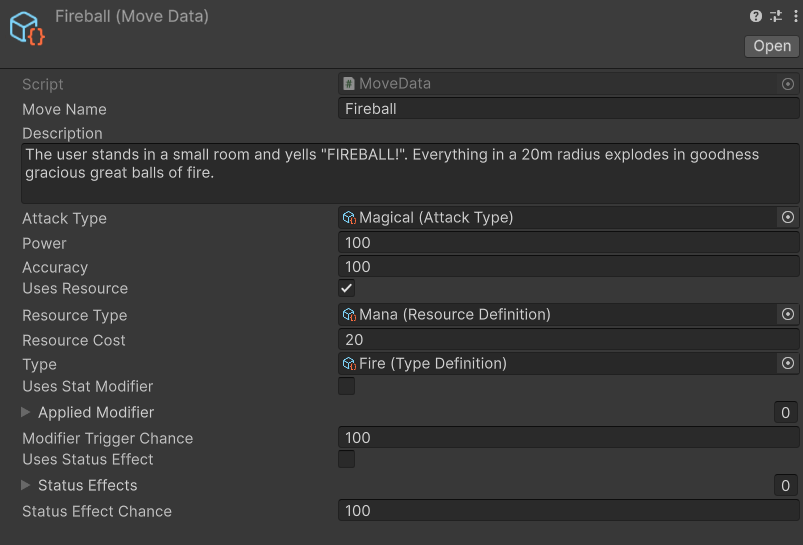 Fireball (Move Data)
Open
Script # MoveData
Move Name Fireball
Description
The user stands in a small room and yells "FIREBALL!". Everything in a 20m radius explodes in goodness
gracious great balls of fire.
Attack Type Magical (Attack Type)
Power 100
Accuracy 100
Uses Resource
Resource Type Mana (Resource Definition)
Resource Cost 20
Type Fire (Type Definition)
Uses Stat Modifier
Applied Modifier 0
Modifier Trigger Chance 100
Uses Status Effect
Status Effects 0
Status Effect Chance 100